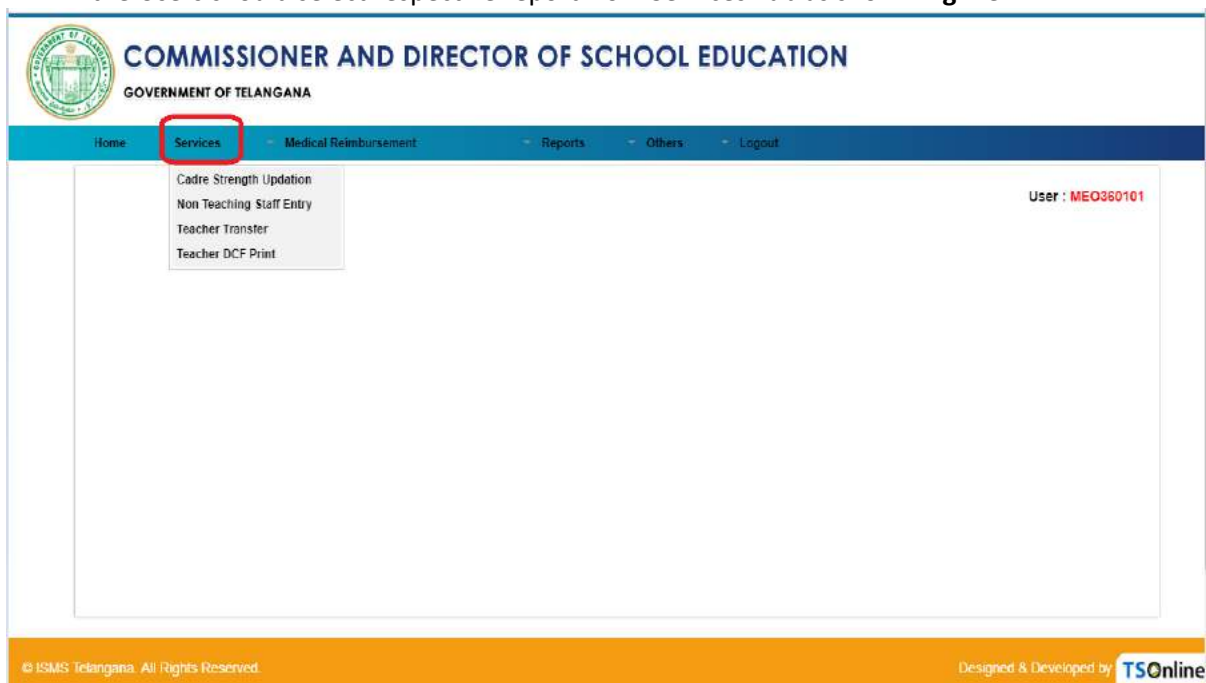 COMMISSIONER AND DIRECTOR OF SCHOOL EDUCATION
GOVERNMENT OF TELANGANA
Home Services Medical Reimbursement Reports Others Logout
Cadre Strength Updation
Non Teaching Staff Entry
Teacher Transfer
Teacher DCF Print
User : MEO360101
© ISMS Telangana. All Rights Reserved.
Designed & Developed by TSOnline